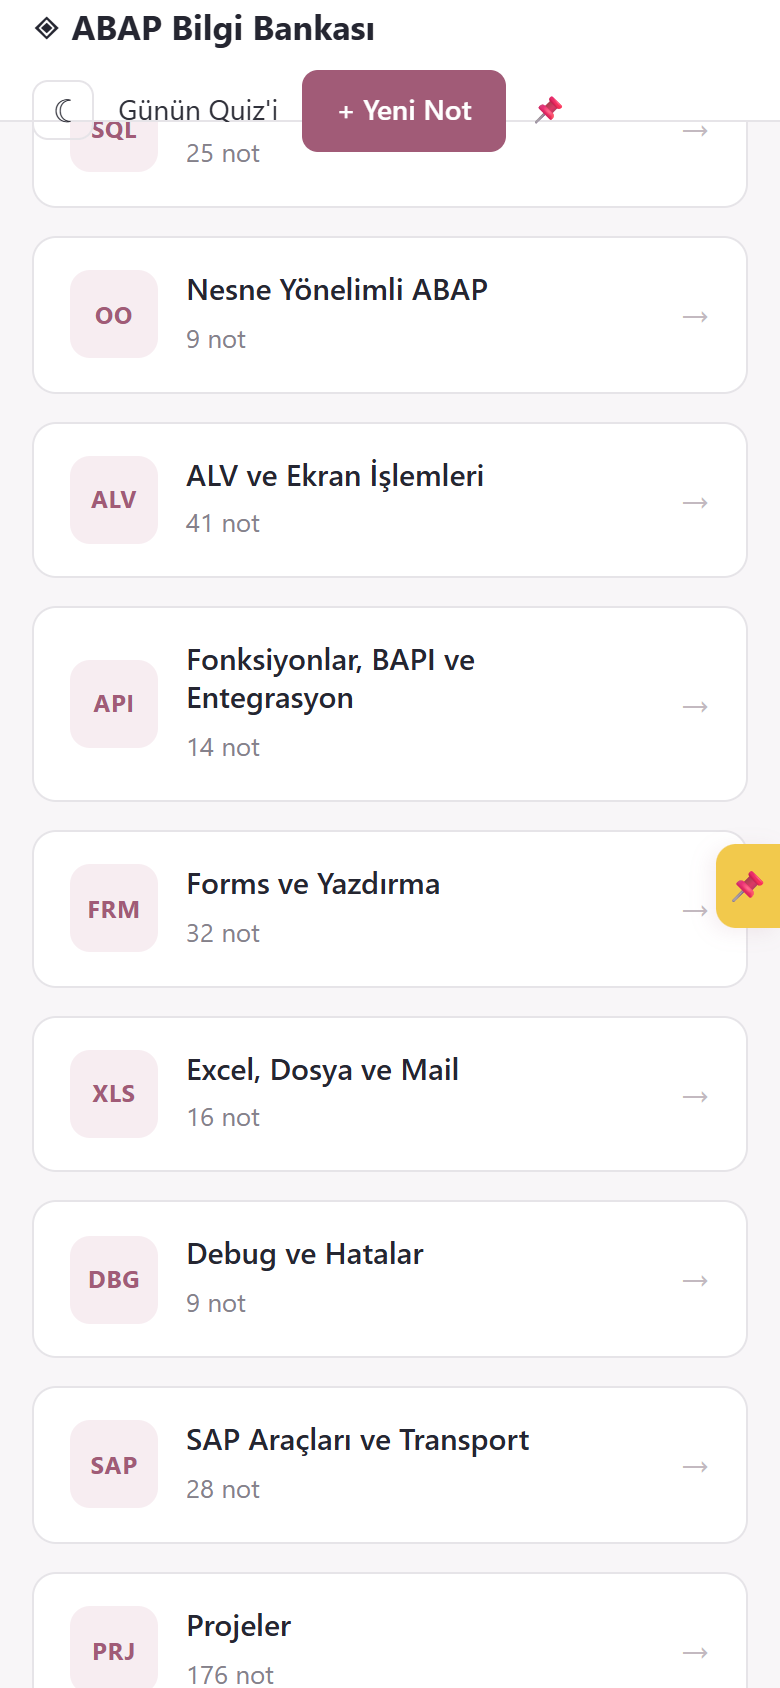 ABAP Bilgi Bankası
Günün Quiz'i
+ Yeni Not
SQL
25 not
→
OO
Nesne Yönelimli ABAP
9 not
→
ALV
ALV ve Ekran İşlemleri
41 not
→
API
Fonksiyonlar, BAPI ve
Entegrasyon
14 not
→
FRM
Forms ve Yazdırma
32 not
→
XLS
Excel, Dosya ve Mail
16 not
→
DBG
Debug ve Hatalar
9 not
→
SAP
SAP Araçları ve Transport
28 not
→
PRJ
Projeler
176 not
→